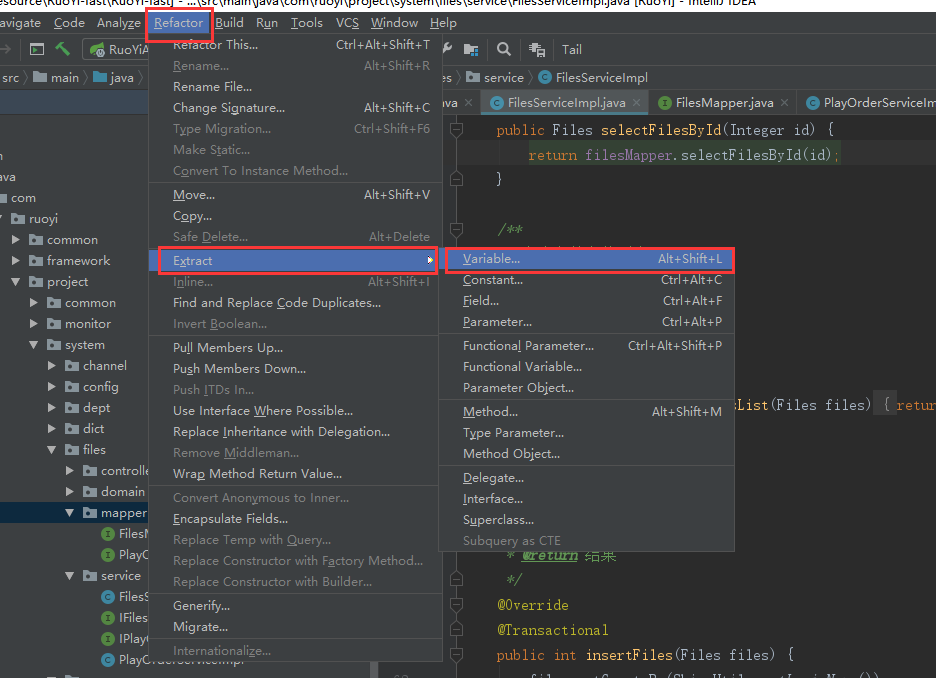 esource\RuoYi-fast\RuoYi-fast] - ...\src\main\java\com\ruoyi\project\system\files\service\FilesServiceImpl.java [RuoYi] - IntelliJ IDEA
avigate Code Analyze Refactor Build Run Tools VCS Window Help
RuoYiA Tail
src main java es service FilesServiceImpl
ava FilesServiceImpl.java FilesMapper.java PlayOrderServiceIm
Refactor This... Ctrl+Alt+Shift+T
Rename... Alt+Shift+R
Rename File...
Change Signature... Alt+Shift+C
Type Migration... Ctrl+Shift+F6
Make Static...
Convert To Instance Method...
Move... Alt+Shift+V
Copy...
Safe Delete... Alt+Delete
Extract
Inline... Alt+Shift+I
Find and Replace Code Duplicates...
Invert Boolean...
Pull Members Up...
Push Members Down...
Push ITDs In...
Use Interface Where Possible...
Replace Inheritance with Delegation...
Remove Middleman...
Wrap Method Return Value...
Convert Anonymous to Inner...
Encapsulate Fields...
Replace Temp with Query...
Replace Constructor with Factory Method...
Replace Constructor with Builder...
Generify...
Migrate...
Internationalize...
Variable... Alt+Shift+L
Constant... Ctrl+Alt+C
Field... Ctrl+Alt+F
Parameter... Ctrl+Alt+P
Functional Parameter... Ctrl+Alt+Shift+P
Functional Variable...
Parameter Object...
Method... Alt+Shift+M
Type Parameter...
Method Object...
Delegate...
Interface...
Superclass...
Subquery as CTE
n
ava
com
ruoyi
common
framework
project
common
monitor
system
channel
config
dept
dict
files
controlle
domain
mapper
FilesM
PlayO
service
FilesS
IFiles
IPlayO
PlayOrderServiceImpl
public Files selectFilesById(Integer id) {
return filesMapper.selectFilesById(id);
}
/**
sList(Files files) { return
* @return 结果
*/
@Override
@Transactional
public int insertFiles(Files files) {